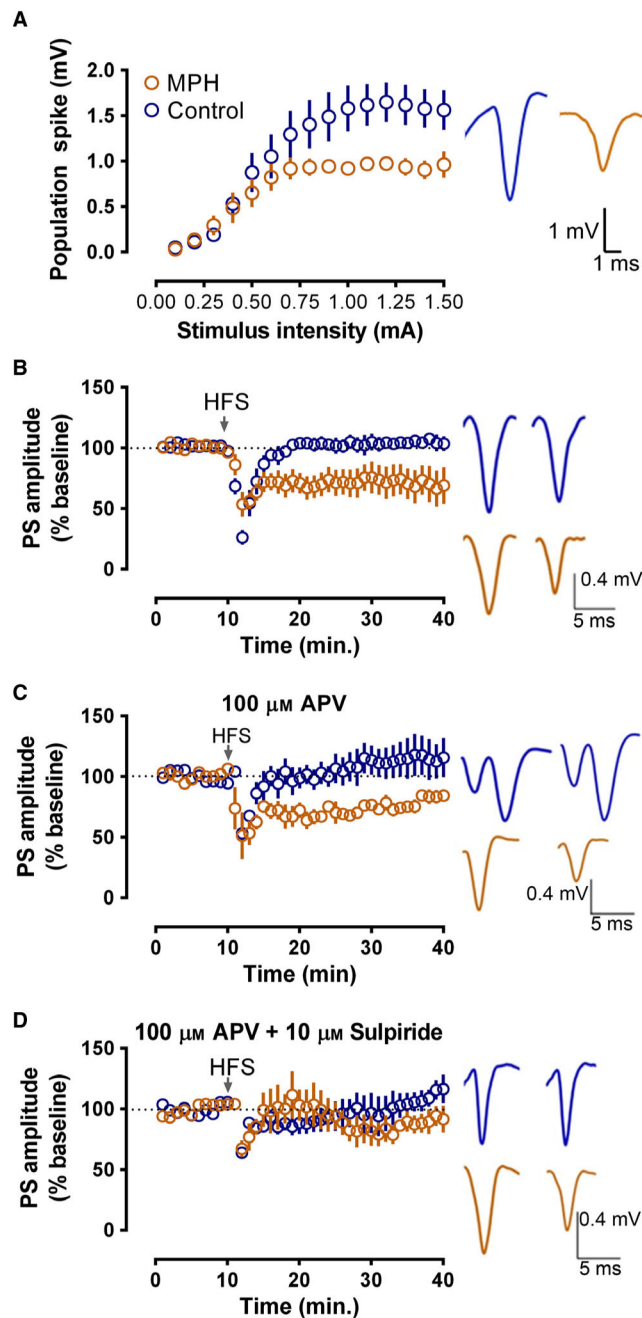 A
Population spike (mV)
2.0
1.5
1.0
0.5
0.0
MPH
Control
1 mV
1 ms
0.00 0.25 0.50 0.75 1.00 1.25 1.50
Stimulus intensity (mA)
B
PS amplitude
(% baseline)
150
100
50
0
HFS
0.4 mV
5 ms
0 10 20 30 40
Time (min.)
C
100 μM APV
PS amplitude
(% baseline)
150
100
50
0
HFS
0.4 mV
5 ms
0 10 20 30 40
Time (min)
D
100 μM APV + 10 μM Sulpiride
PS amplitude
(% baseline)
150
100
50
0
HFS
0.4 mV
5 ms
0 10 20 30 40
Time (min.)